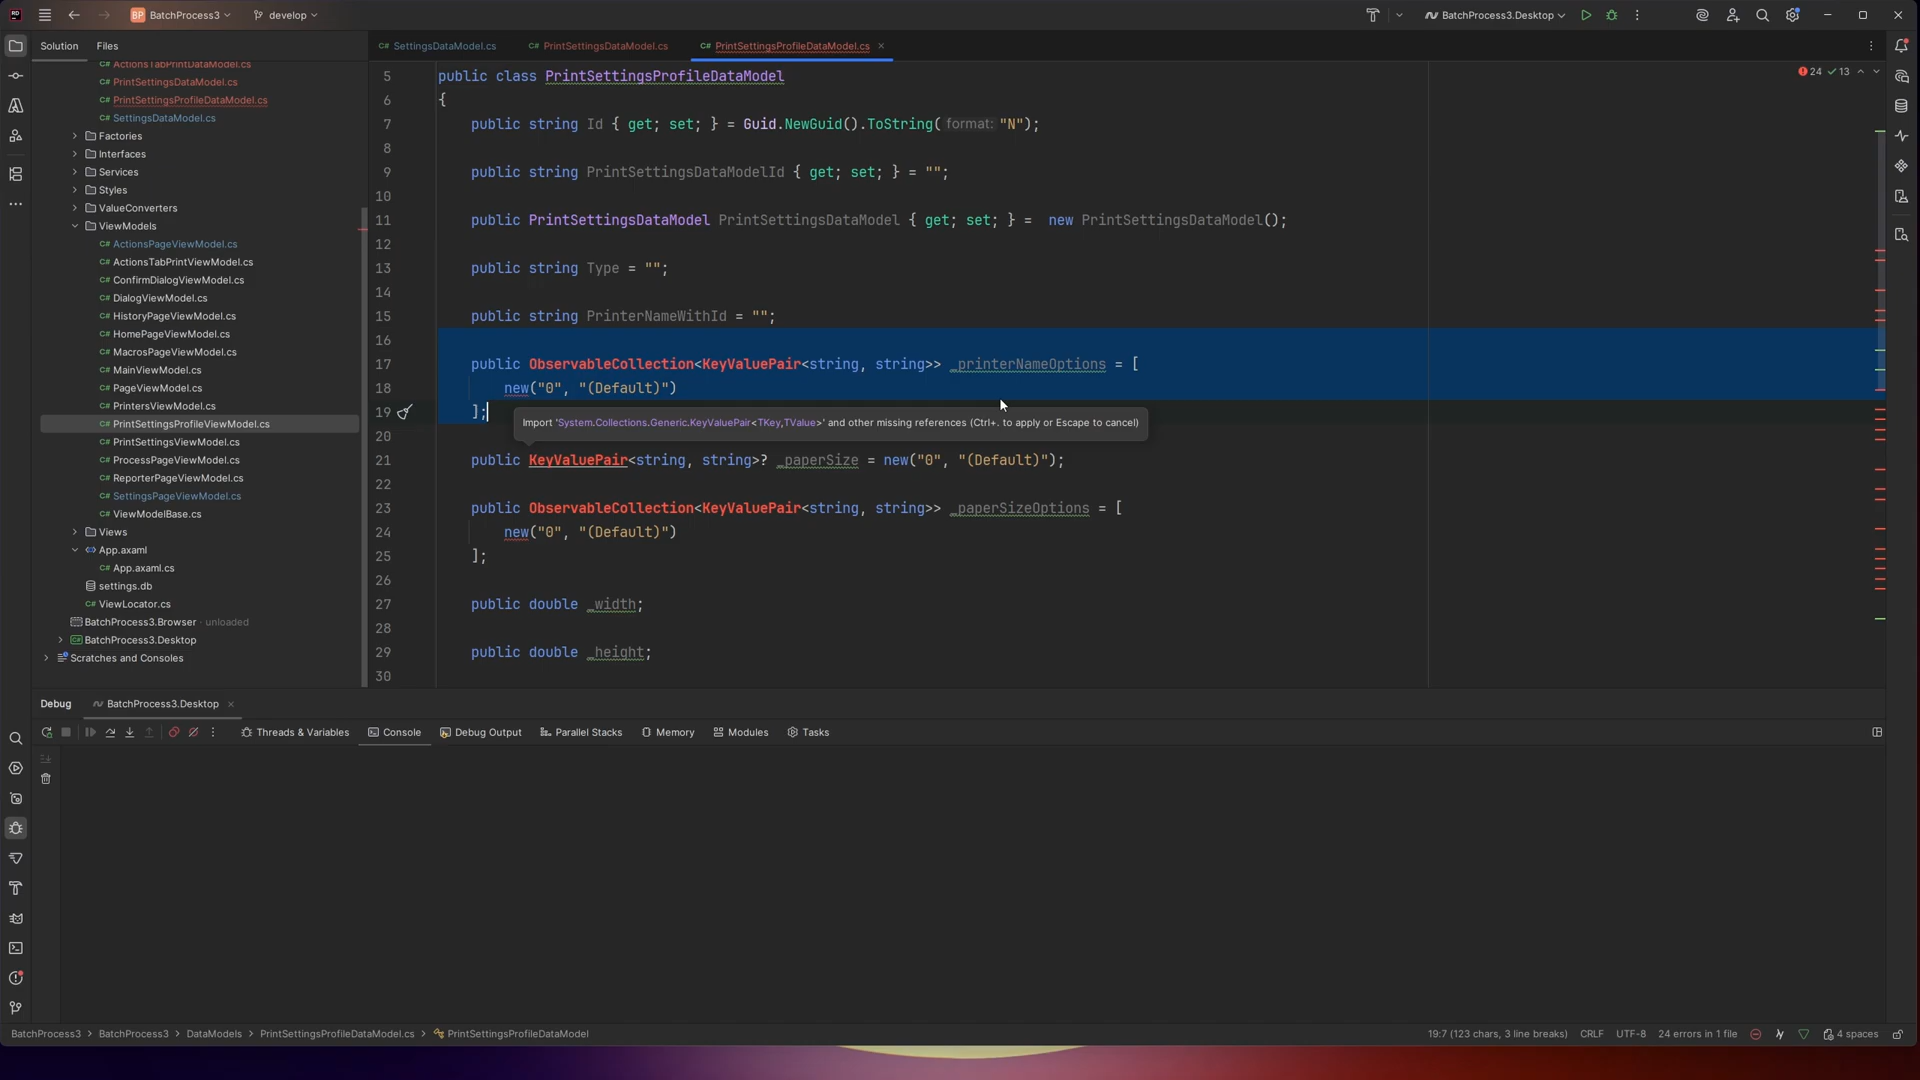 BP BatchProcess3
develop
BatchProcess3.Desktop
Solution
Files
SettingsDataModel.cs
PrintSettingsDataModel.cs
PrintSettingsProfileDataModel.cs
ActionsTabPrintDataModel.cs
PrintSettingsDataModel.cs
PrintSettingsProfileDataModel.cs
SettingsDataModel.cs
Factories
Interfaces
Services
Styles
ValueConverters
ViewModels
ActionsPageViewModel.cs
ActionsTabPrintViewModel.cs
ConfirmDialogViewModel.cs
DialogViewModel.cs
HistoryPageViewModel.cs
HomePageViewModel.cs
MacrosPageViewModel.cs
MainViewModel.cs
PageViewModel.cs
PrintersViewModel.cs
PrintSettingsProfileViewModel.cs
PrintSettingsViewModel.cs
ProcessPageViewModel.cs
ReporterPageViewModel.cs
SettingsPageViewModel.cs
ViewModelBase.cs
Views
App.axaml
App.axaml.cs
settings.db
ViewLocator.cs
BatchProcess3.Browser · unloaded
BatchProcess3.Desktop
Scratches and Consoles
24 13
5 public class PrintSettingsProfileDataModel
6 {
7 public string Id { get; set; } = Guid.NewGuid().ToString( format: "N");
8
9 public string PrintSettingsDataModelId { get; set; } = "";
10
11 public PrintSettingsDataModel PrintSettingsDataModel { get; set; } = new PrintSettingsDataModel();
12
13 public string Type = "";
14
15 public string PrinterNameWithId = "";
16
17 public ObservableCollection<KeyValuePair<string, string>> _printerNameOptions = [
18 new("0", "(Default)")
19 ];
Import 'System.Collections.Generic.KeyValuePair<TKey,TValue>' and other missing references (Ctrl+. to apply or Escape to cancel)
20
21 public KeyValuePair<string, string>? _paperSize = new("0", "(Default)");
22
23 public ObservableCollection<KeyValuePair<string, string>> _paperSizeOptions = [
24 new("0", "(Default)")
25 ];
26
27 public double _width;
28
29 public double _height;
30
Debug
BatchProcess3.Desktop
Threads & Variables
Console
Debug Output
Parallel Stacks
Memory
Modules
Tasks
BatchProcess3 > BatchProcess3 > DataModels > PrintSettingsProfileDataModel.cs > PrintSettingsProfileDataModel
19:7 (123 chars, 3 line breaks) CRLF UTF-8 24 errors in 1 file 4 spaces